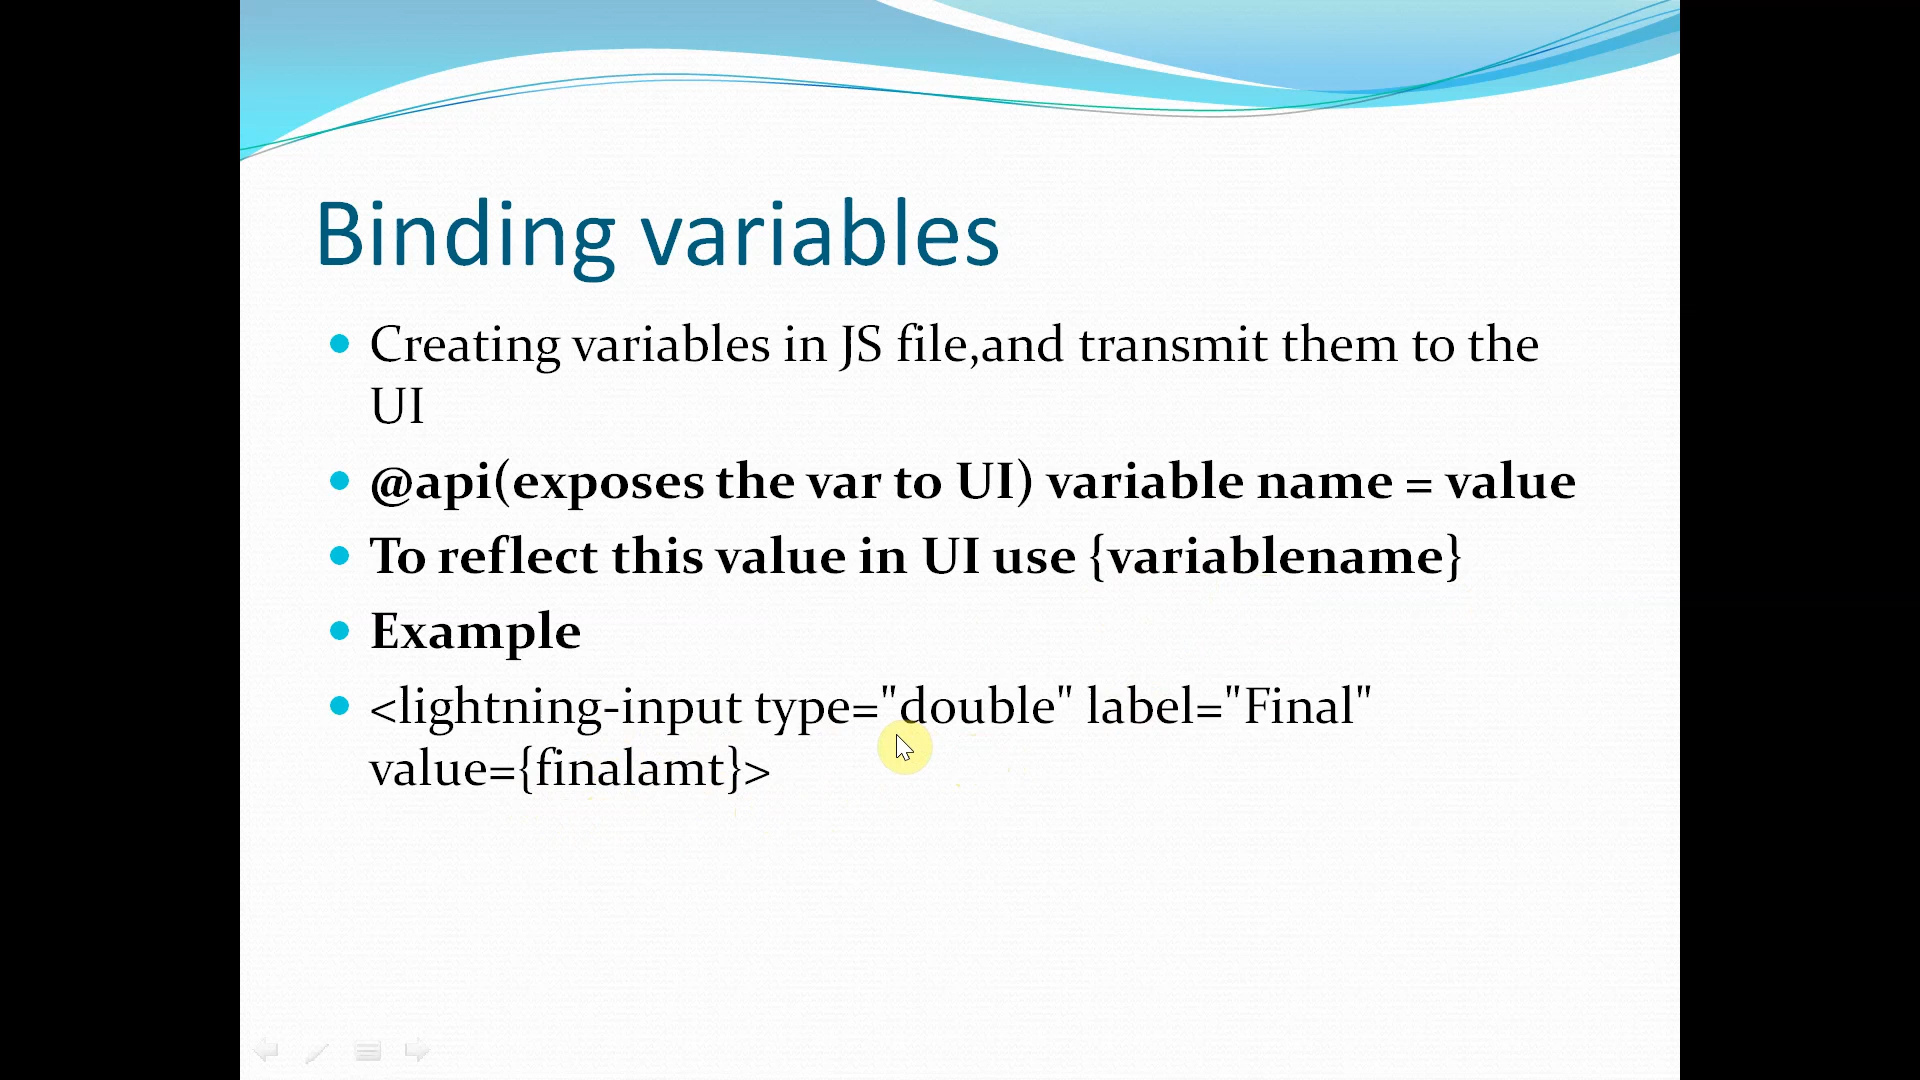 Binding variables
Creating variables in JS file,and transmit them to the
UI
@api(exposes the var to UI) variable name = value
To reflect this value in UI use {variablename}
Example
<lightning-input type="double" label="Final"
value={finalamt}>